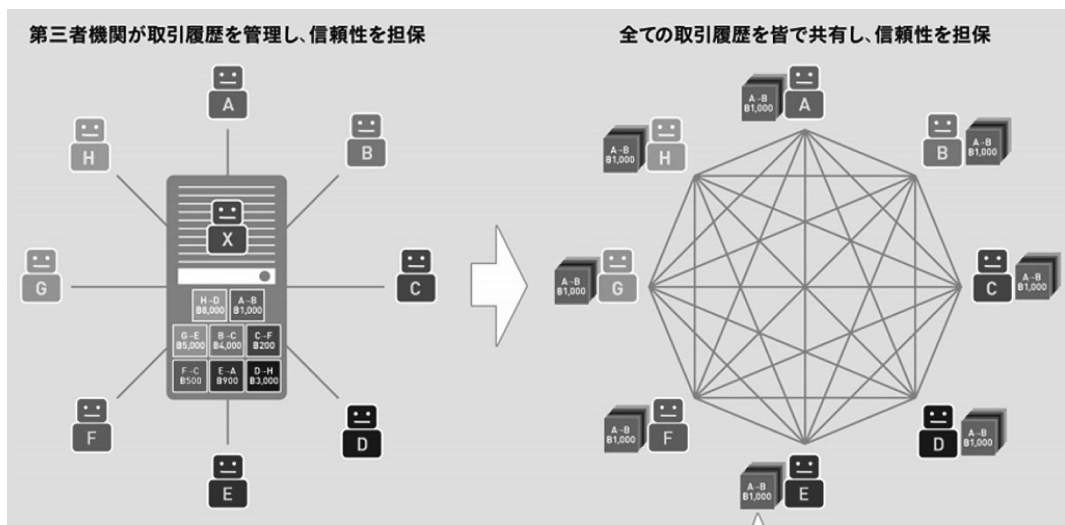 第三者機関が取引履歴を管理し、信頼性を担保
A
H
B
X
G
C
H→D
B8,000
A→B
B1,000
G→E
B5,000
B→C
B4,000
C→F
B200
F→C
B500
E→A
B900
D→H
B3,000
F
D
E
全ての取引履歴を皆で共有し、信頼性を担保
A→B
B1,000
A
A→B
B1,000
H
B
A→B
B1,000
A→B
B1,000
G
C
A→B
B1,000
A→B
B1,000
F
D
A→B
B1,000
A→B
B1,000
E